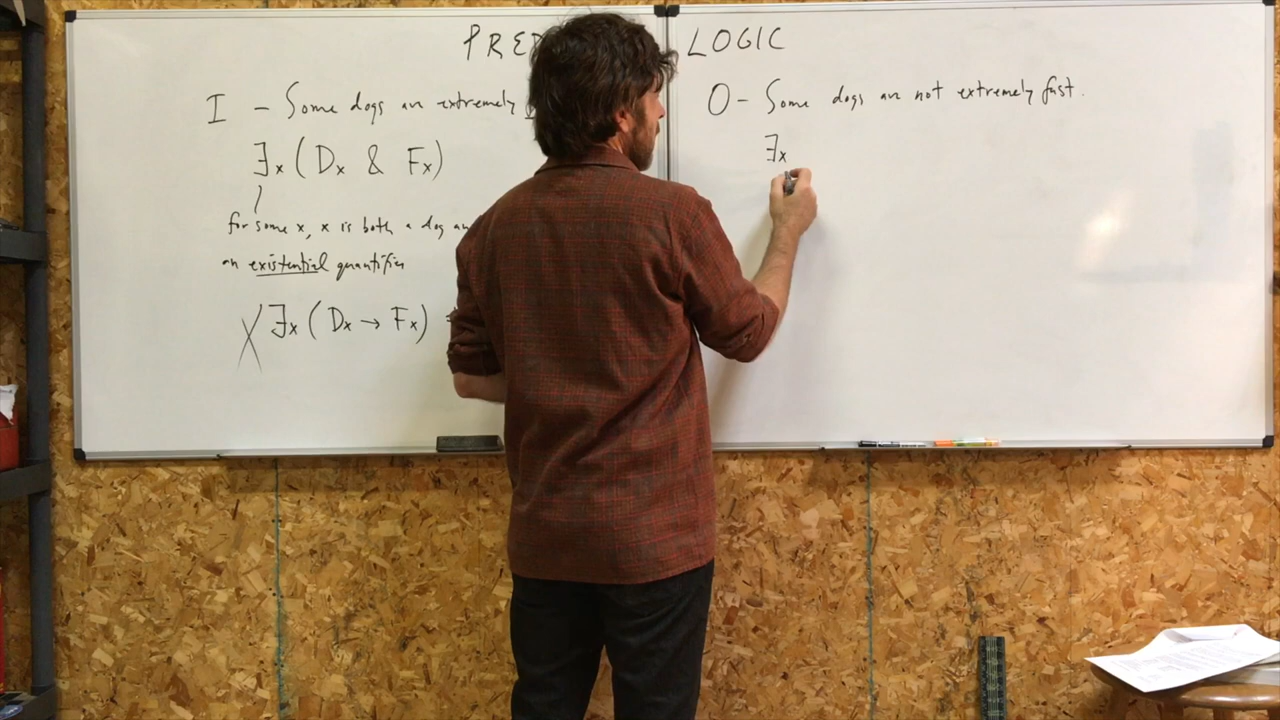 LOGIC
I – Some dogs are extremely
∃x (Dx & Fx)
for some x, x is both a dog
an existential quantifier
X ∃x (Dx → Fx)
O – Some dogs are not extremely fast.
∃x